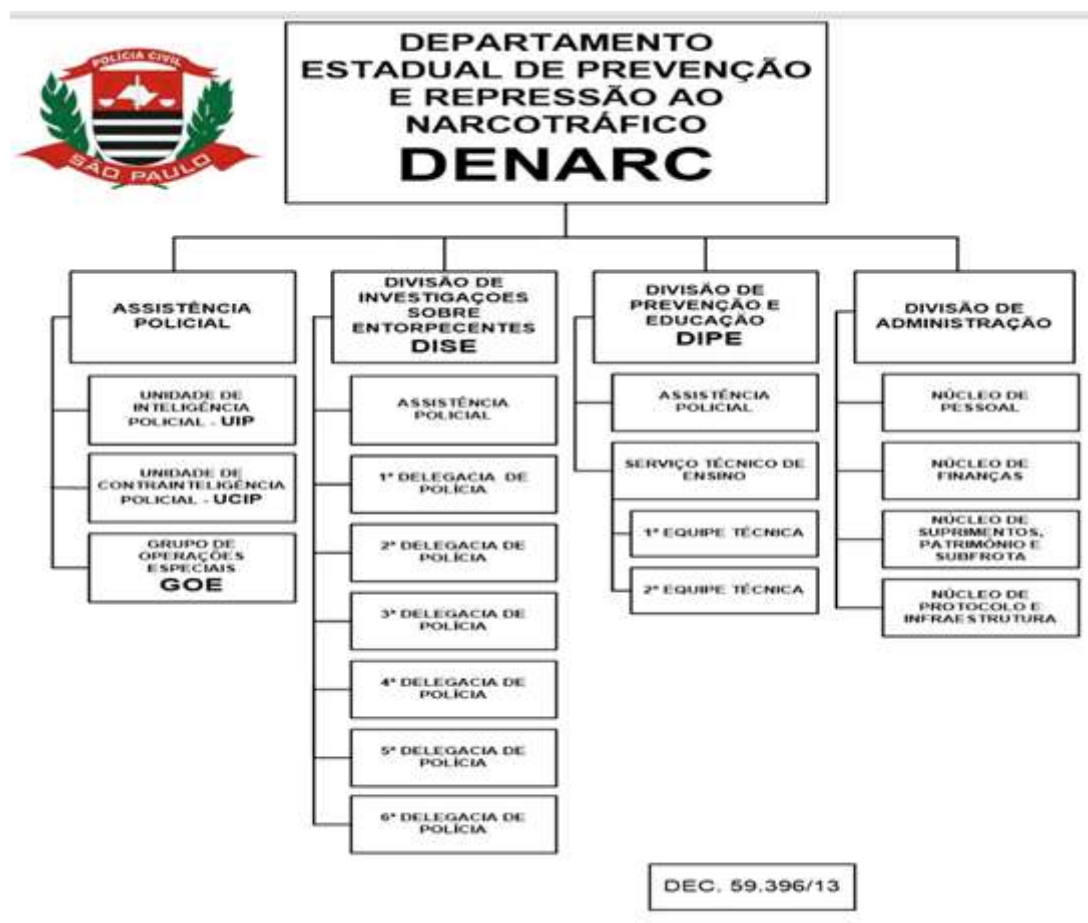 POLÍCIA CIVIL
SÃO PAULO
DEPARTAMENTO
ESTADUAL DE PREVENÇÃO
E REPRESSÃO AO
NARCOTRÁFICO
DENARC
ASSISTÊNCIA
POLICIAL
UNIDADE DE
INTELIGÊNCIA
POLICIAL - UIP
UNIDADE DE
CONTRAINTELIGÊNCIA
POLICIAL - UCIP
GRUPO DE
OPERAÇÕES
ESPECIAIS
GOE
DIVISÃO DE
INVESTIGAÇOES
SOBRE
ENTORPECENTES
DISE
ASSISTÊNCIA
POLICIAL
1ª DELEGACIA DE
POLÍCIA
2ª DELEGACIA DE
POLÍCIA
3ª DELEGACIA DE
POLÍCIA
4ª DELEGACIA DE
POLÍCIA
5ª DELEGACIA DE
POLÍCIA
6ª DELEGACIA DE
POLÍCIA
DIVISÃO DE
PREVENÇÃO E
EDUCAÇÃO
DIPE
ASSISTÊNCIA
POLICIAL
SERVIÇO TÉCNICO DE
ENSINO
1ª EQUIPE TÉCNICA
2ª EQUIPE TÉCNICA
DIVISÃO DE
ADMINISTRAÇÃO
NÚCLEO DE
PESSOAL
NÚCLEO DE
FINANÇAS
NÚCLEO DE
SUPRIMENTOS,
PATRIMÔNIO E
SUBFROTA
NÚCLEO DE
PROTOCOLO E
INFRAESTRUTURA
DEC. 59.396/13